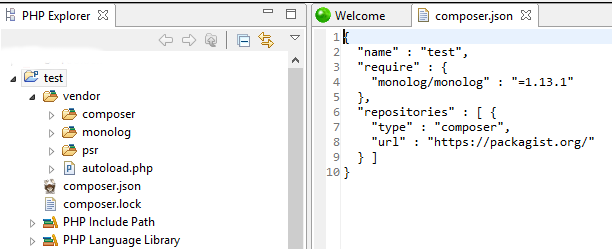 PHP Explorer
test
vendor
composer
monolog
psr
autoload.php
composer.json
composer.lock
PHP Include Path
PHP Language Library
Welcome
composer.json
1 {
2 "name" : "test",
3 "require" : {
4 "monolog/monolog" : "=1.13.1"
5 },
6 "repositories" : [ {
7 "type" : "composer",
8 "url" : "https://packagist.org/"
9 } ]
10 }